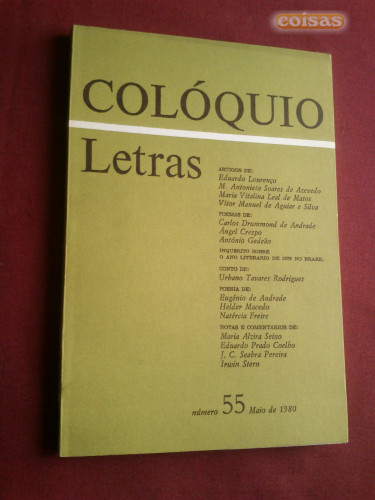 coisas
COLÓQUIO
Letras
ARTIGOS DE:
Eduardo Lourenço
M. Antonieta Soares de Azevedo
Maria Vitalina Leal de Matos
Vítor Manuel de Aguiar e Silva
POEMAS DE:
Carlos Drummond de Andrade
Ángel Crespo
António Gedeão
INQUÉRITO SOBRE
O ANO LITERÁRIO DE 1979 NO BRASIL
CONTO DE:
Urbano Tavares Rodrigues
POESIA DE:
Eugénio de Andrade
Helder Macedo
Natércia Freire
NOTAS E COMENTÁRIOS DE:
Maria Alzira Seixo
Eduardo Prado Coelho
J. C. Seabra Pereira
Irwin Stern
número 55 Maio de 1980